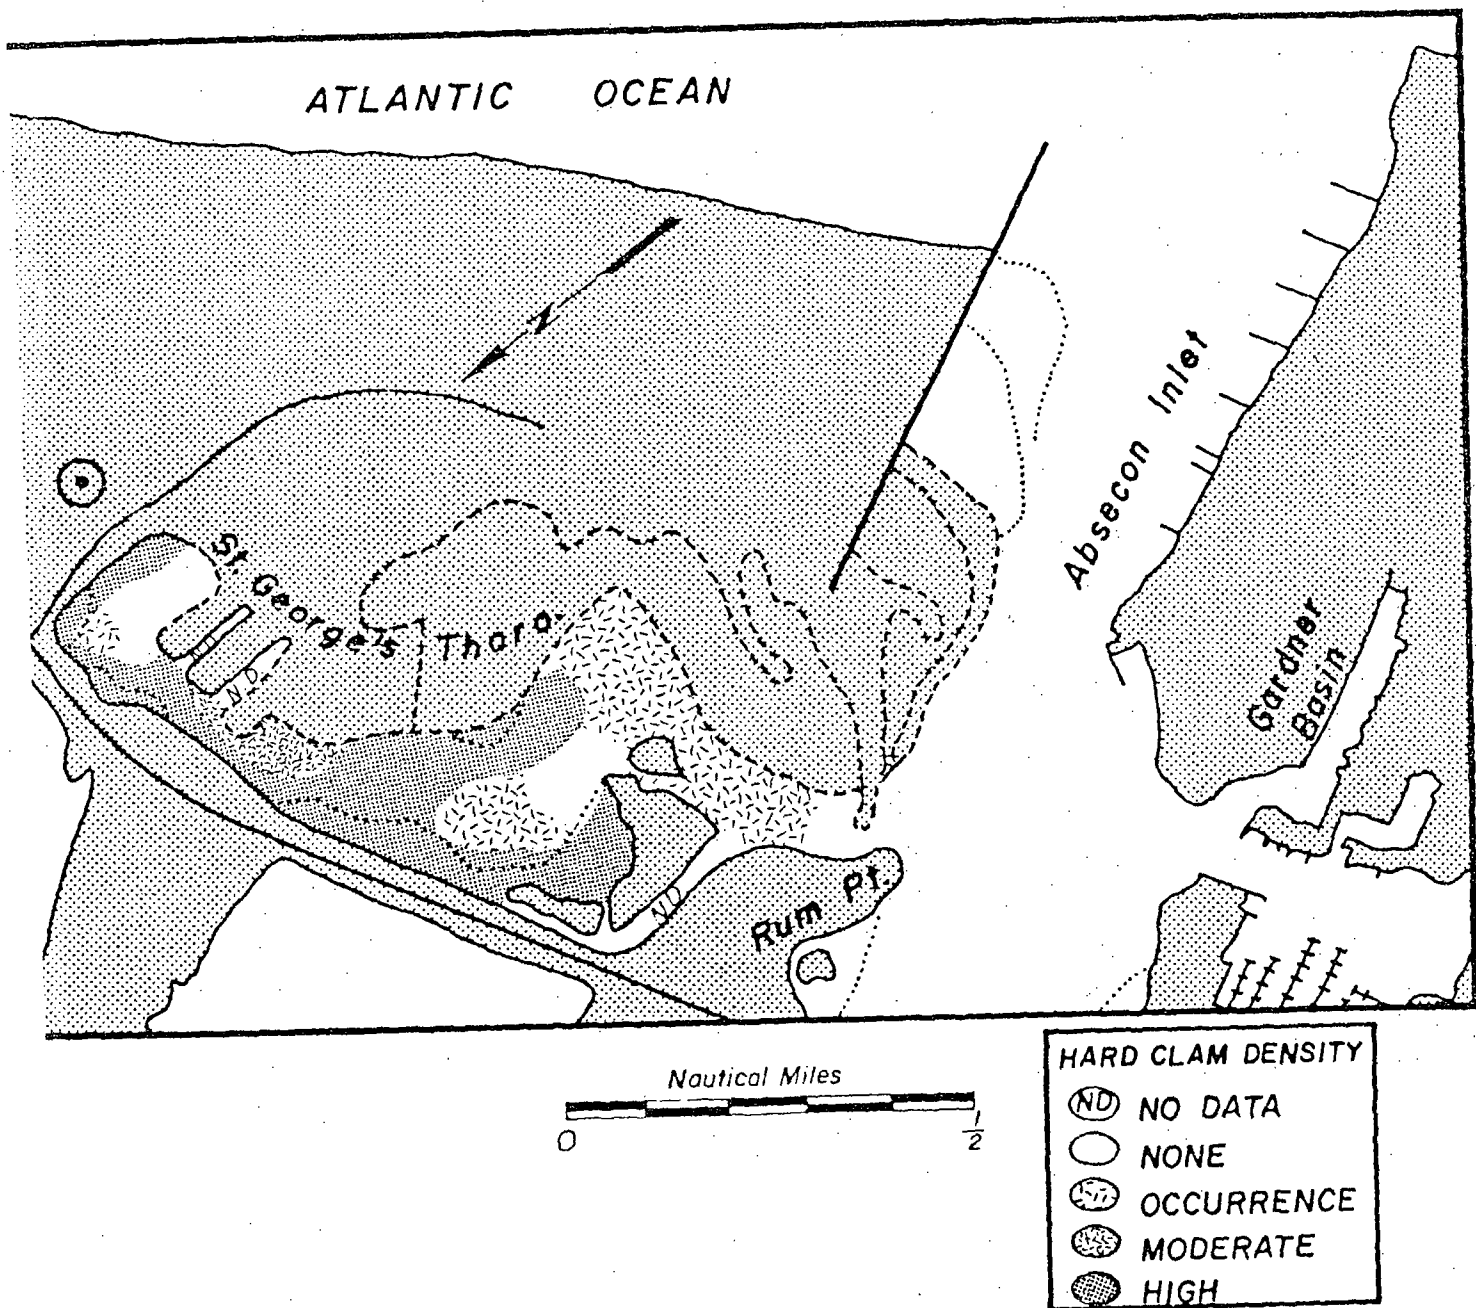 ATLANTIC OCEAN
N
Absecon Inlet
St. George's
Tharo
ND
ND
Gardner
Basin
Rum Pt.
ND
Nautical Miles
0
1/2
HARD CLAM DENSITY
ND NO DATA
NONE
OCCURRENCE
MODERATE
HIGH